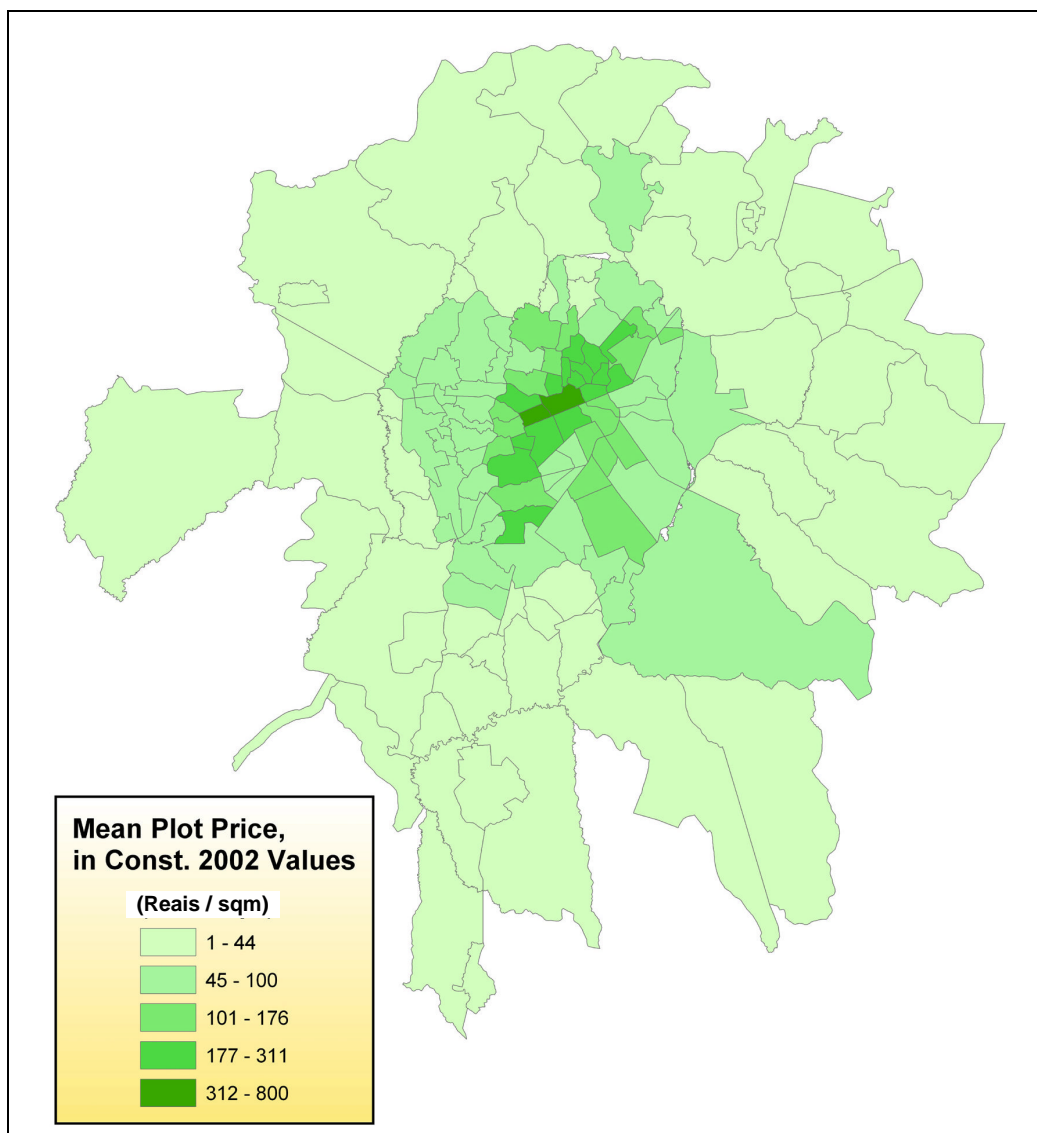 Mean Plot Price,
in Const. 2002 Values
(Reais / sqm)
1 - 44
45 - 100
101 - 176
177 - 311
312 - 800